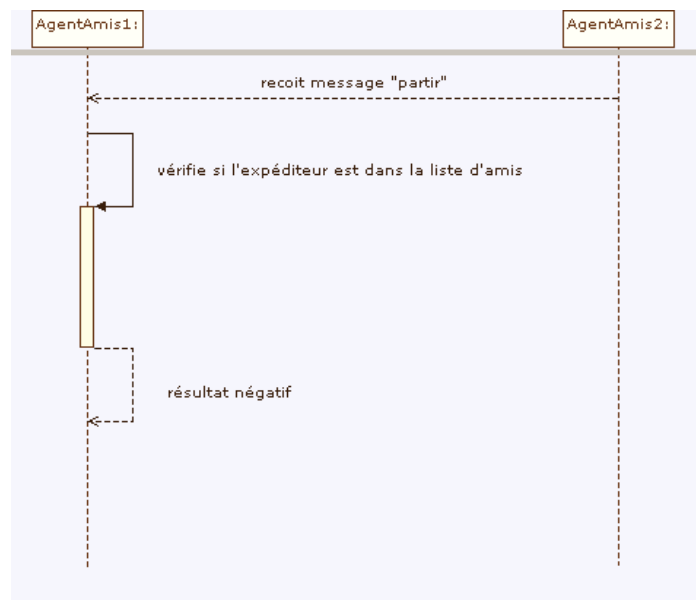 AgentAmis1:
AgentAmis2:
recoit message "partir"
vérifie si l'expéditeur est dans la liste d'amis
résultat négatif